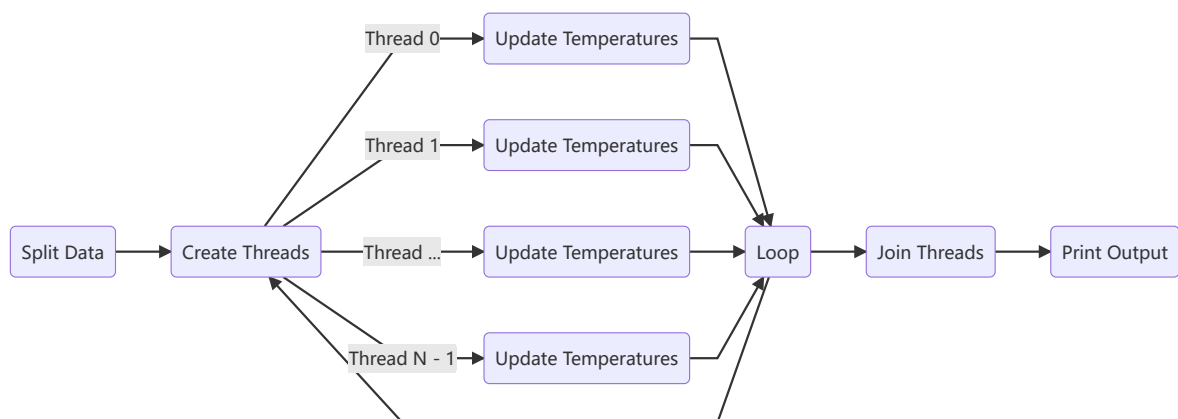 Thread 0
Update Temperatures
Thread 1
Update Temperatures
Split Data
Create Threads
Thread ...
Update Temperatures
Loop
Join Threads
Print Output
Thread N - 1
Update Temperatures